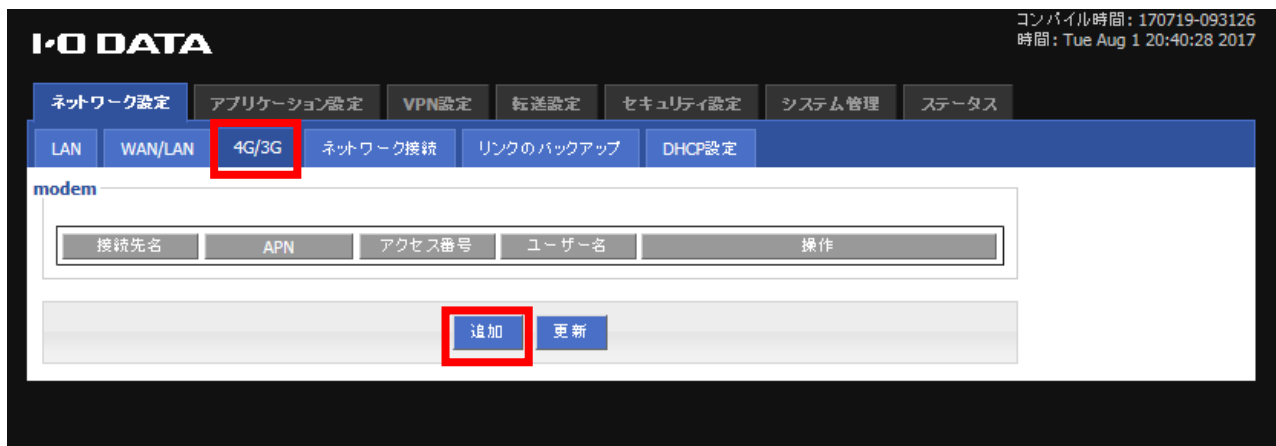 コンパイル時間: 170719-093126
I-O DATA
時間: Tue Aug 1 20:40:28 2017
ネットワーク設定 アプリケーション設定 VPN設定 転送設定 セキュリティ設定 システム管理 ステータス
LAN WAN/LAN 4G/3G ネットワーク接続 リンクのバックアップ DHCP設定
modem
接続先名 APN アクセス番号 ユーザー名 操作
追加 更新